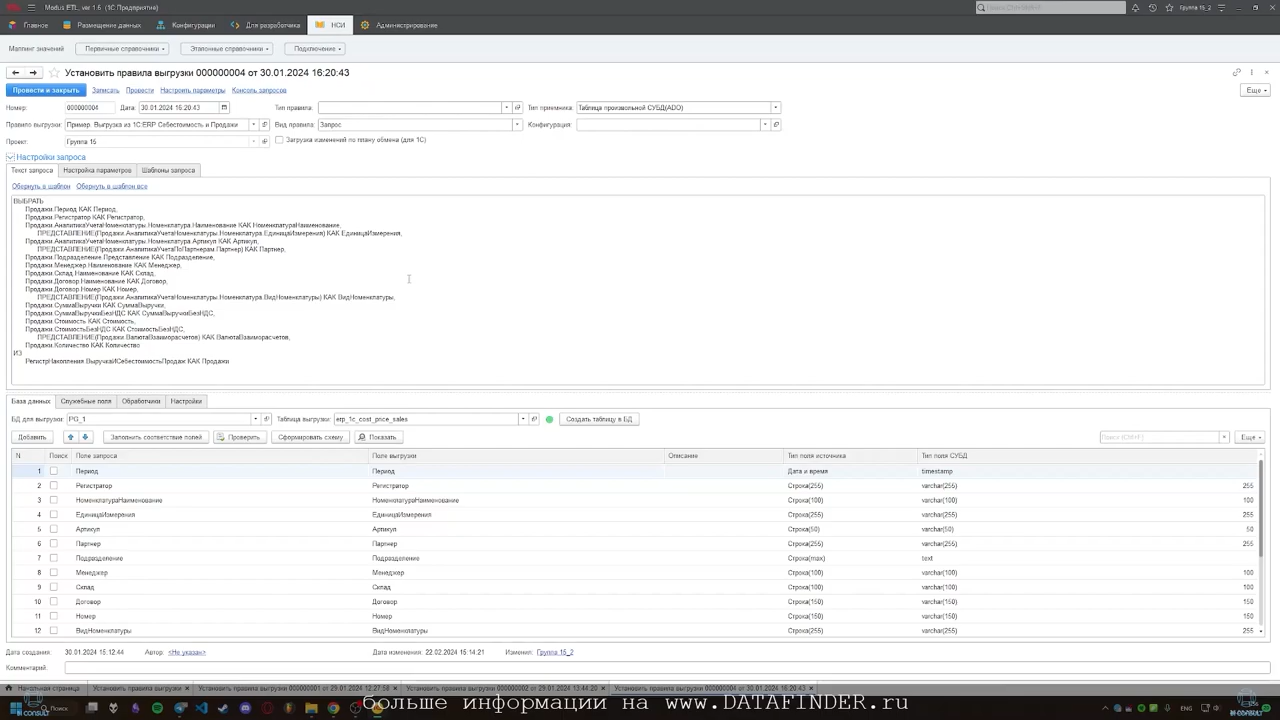 Modus ETL, ver 1.5 (1С:Предприятие)
Поиск (Ctrl+Shift+F)
Группа 15
Главное Размещение данных Конфигурации Для разработчика НСИ Администрирование
Маппинг значений Первичные справочники Эталонные справочники Подключение
Установить правила выгрузки 000000004 от 30.01.2024 16:20:43
Провести и закрыть Записать Провести Настроить параметры Консоль запросов Еще
Номер: 000000004 Дата: 30.01.2024 16:20:43 Тип правила: Тип приемника: Таблица произвольной СУБД(ADO)
Правило выгрузки: Пример. Выгрузка из 1С:ERP Себестоимость и Продажи Вид правила: Запрос Конфигурация:
Проект: Группа 15 Загрузка изменений по плану обмена (для 1С)
Настройки запроса
Текст запроса Настройка параметров Шаблоны запроса
Обернуть в шаблон Обернуть в шаблон все
ВЫБРАТЬ
Продажи.Период КАК Период,
Продажи.Регистратор КАК Регистратор,
Продажи.АналитикаУчетаНоменклатуры.Номенклатура.Наименование КАК НоменклатураНаименование,
ПРЕДСТАВЛЕНИЕ(Продажи.АналитикаУчетаНоменклатуры.Номенклатура.ЕдиницаИзмерения) КАК ЕдиницаИзмерения,
Продажи.АналитикаУчетаНоменклатуры.Номенклатура.Артикул КАК Артикул,
ПРЕДСТАВЛЕНИЕ(Продажи.АналитикаУчетаПоПартнерам.Партнер) КАК Партнер,
Продажи.Подразделение.Представление КАК Подразделение,
Продажи.Менеджер.Наименование КАК Менеджер,
Продажи.Склад.Наименование КАК Склад,
Продажи.Договор.Наименование КАК Договор,
Продажи.Договор.Номер КАК Номер,
ПРЕДСТАВЛЕНИЕ(Продажи.АналитикаУчетаНоменклатуры.Номенклатура.ВидНоменклатуры) КАК ВидНоменклатуры,
Продажи.СуммаВыручки КАК СуммаВыручки,
Продажи.СуммаВыручкиБезНДС КАК СуммаВыручкиБезНДС,
Продажи.Стоимость КАК Стоимость,
Продажи.СтоимостьБезНДС КАК СтоимостьБезНДС,
ПРЕДСТАВЛЕНИЕ(Продажи.ВалютаВзаиморасчетов) КАК ВалютаВзаиморасчетов,
Продажи.Количество КАК Количество
ИЗ
РегистрНакопления.ВыручкаИСебестоимостьПродаж КАК Продажи
База данных Служебные поля Обработчики Настройки
БД для выгрузки: PG_1 Таблица выгрузки: erp_1c_cost_price_sales Создать таблицу в БД
Добавить Заполнить соответствие полей Проверить Сформировать схему Показать Поиск (Ctrl+F) Еще
N Поиск Поле запроса Поле выгрузки Описание Тип поля источника Тип поля СУБД
1 Период Период Дата и время timestamp
2 Регистратор Регистратор Строка(255) varchar(255) 255
3 НоменклатураНаименование НоменклатураНаименование Строка(100) varchar(100) 100
4 ЕдиницаИзмерения ЕдиницаИзмерения Строка(255) varchar(255) 255
5 Артикул Артикул Строка(50) varchar(50) 50
6 Партнер Партнер Строка(255) varchar(255) 255
7 Подразделение Подразделение Строка(max) text
8 Менеджер Менеджер Строка(100) varchar(100) 100
9 Склад Склад Строка(100) varchar(100) 100
10 Договор Договор Строка(150) varchar(150) 150
11 Номер Номер Строка(150) varchar(150) 150
12 ВидНоменклатуры ВидНоменклатуры Строка(255) varchar(255) 255
Дата создания: 30.01.2024 15:12:44 Автор: <Не указан> Дата изменения: 22.02.2024 15:14:21 Изменил: Группа 15_2
Комментарий:
Начальная страница Установить правила выгрузки Установить правила выгрузки 000000001 от 29.01.2024 12:27:58 Установить правила выгрузки 000000002 от 29.01.2024 13:44:20 Установить правила выгрузки 000000004 от 30.01.2024 16:20:43
Поиск
ENG